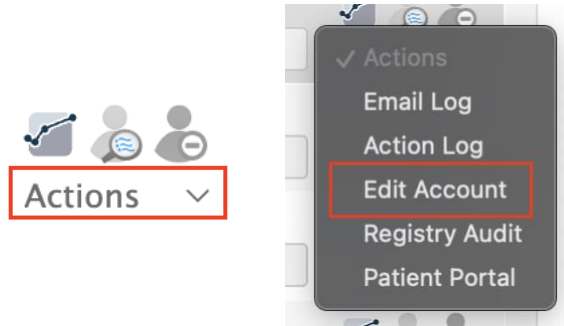 Actions
Actions
Email Log
Action Log
Edit Account
Registry Audit
Patient Portal